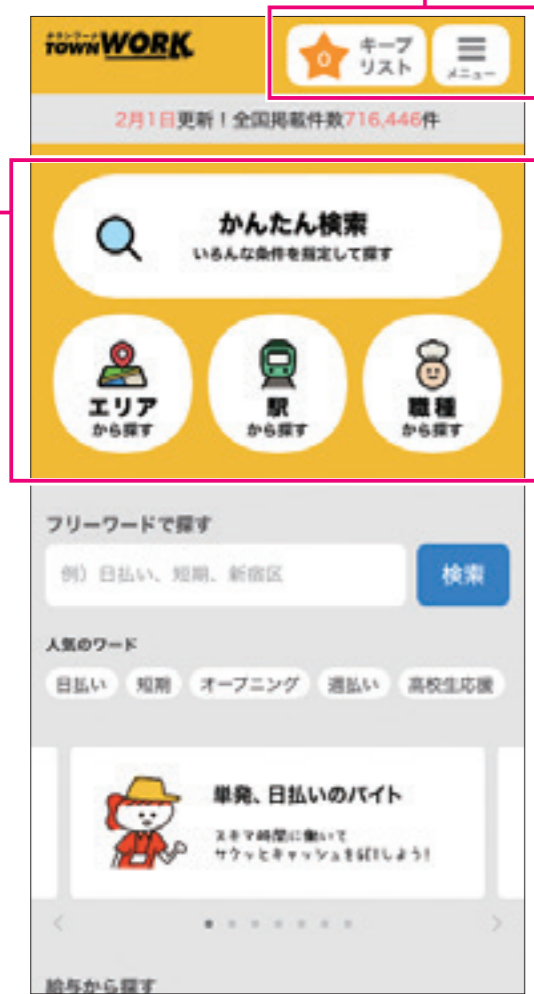 タウンワーク
TOWNWORK
0
キープ
リスト
メニュー
2月1日更新！全国掲載件数716,446件
かんたん検索
いろんな条件を指定して探す
エリア
から探す
駅
から探す
職種
から探す
フリーワードで探す
例）日払い、短期、新宿区
検索
人気のワード
日払い 短期 オープニング 週払い 高校生応援
単発、日払いのバイト
スキマ時間に働いて
サクッとキャッシュをGETしよう！
給与から探す